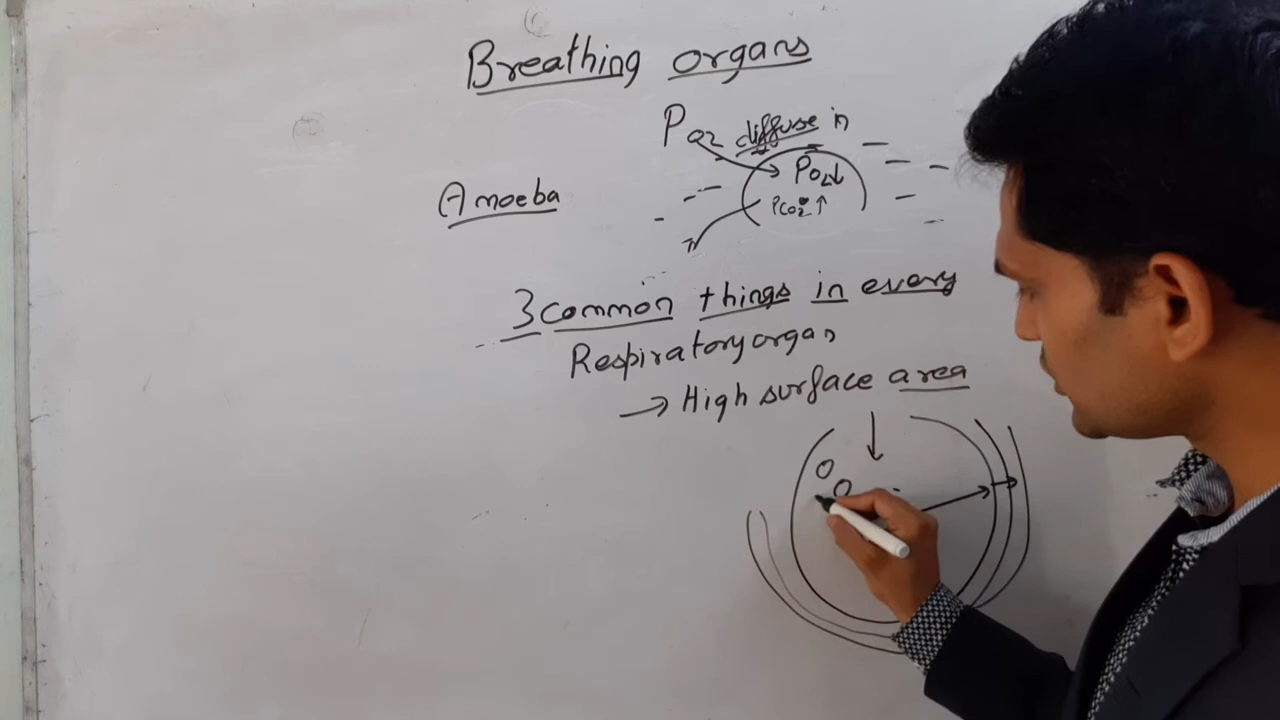 Breathing organs
PO2 diffuse in
Amoeba
PO2↓
PCO2↑
3 common things in every
Respiratory organ
→ High surface area